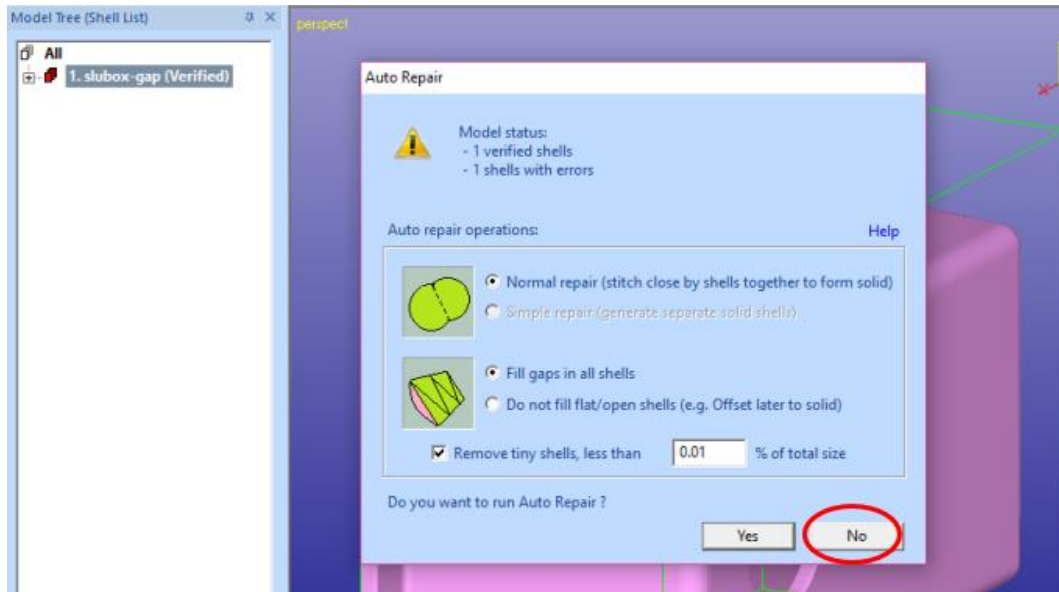 Model Tree (Shell List)
All
1. slubox-gap (Verified)
perspect
Auto Repair
Model status:
- 1 verified shells
- 1 shells with errors
Auto repair operations:
Help
Normal repair (stitch close by shells together to form solid)
Simple repair (generate separate solid shells)
Fill gaps in all shells
Do not fill flat/open shells (e.g. Offset later to solid)
Remove tiny shells, less than 0.01 % of total size
Do you want to run Auto Repair ?
Yes No